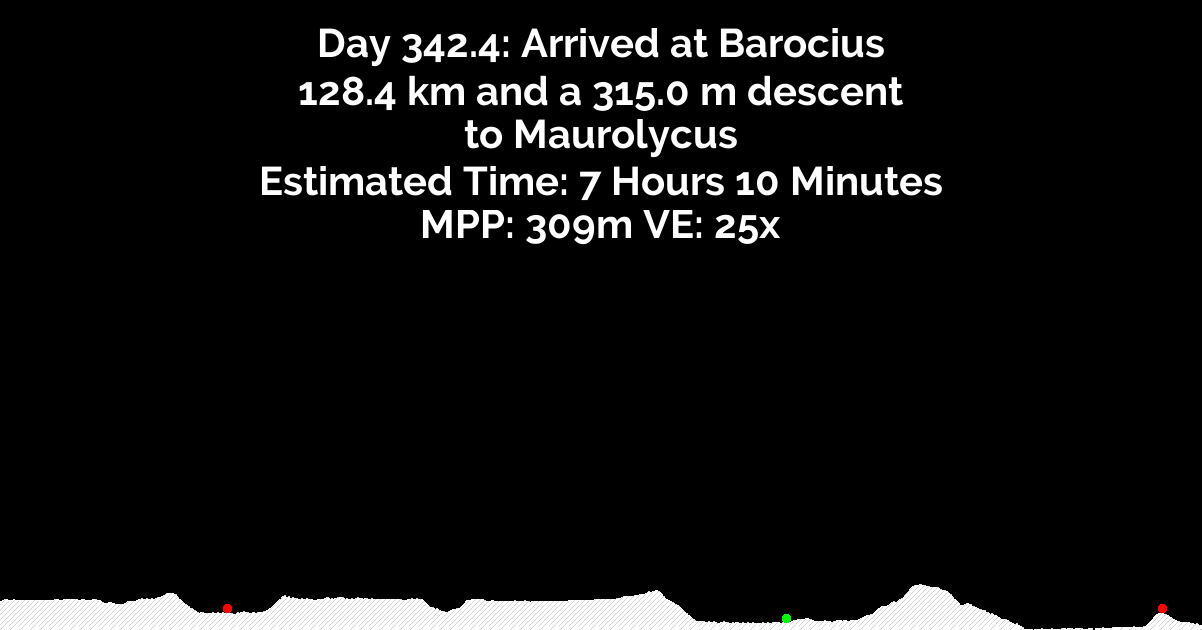 Day 342.4: Arrived at Barocius
128.4 km and a 315.0 m descent
to Maurolycus
Estimated Time: 7 Hours 10 Minutes
MPP: 309m VE: 25x